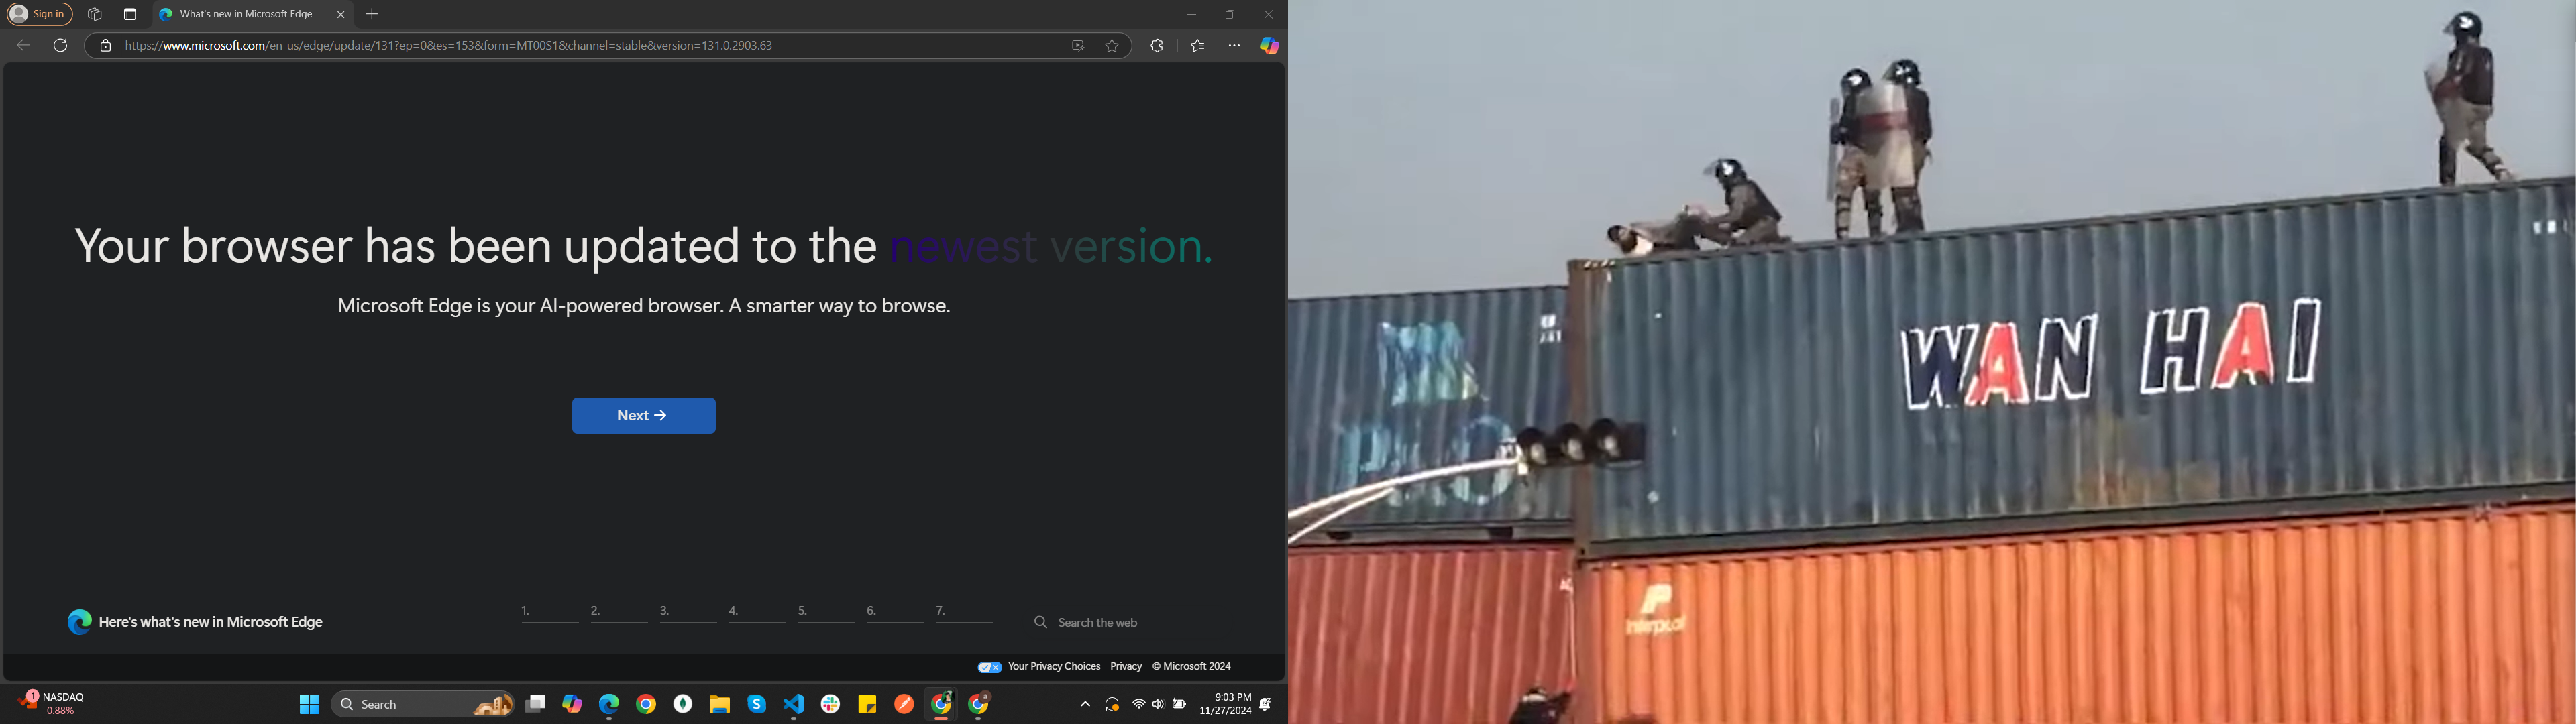 Sign in
What's new in Microsoft Edge
https://www.microsoft.com/en-us/edge/update/131?ep=0&es=153&form=MT00S1&channel=stable&version=131.0.2903.63
Your browser has been updated to the newest version.
Microsoft Edge is your AI-powered browser. A smarter way to browse.
Next →
Here's what's new in Microsoft Edge
1.
2.
3.
4.
5.
6.
7.
Search the web
Your Privacy Choices
Privacy
© Microsoft 2024
1
NASDAQ
-0.88%
Search
9:03 PM
11/27/2024
WAN HAI